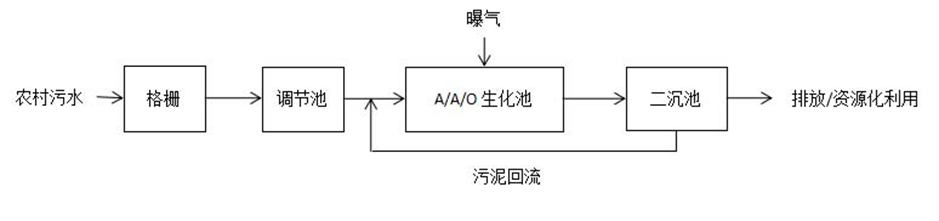 曝气
农村污水
格栅
调节池
A/A/O 生化池
二沉池
排放/资源化利用
污泥回流